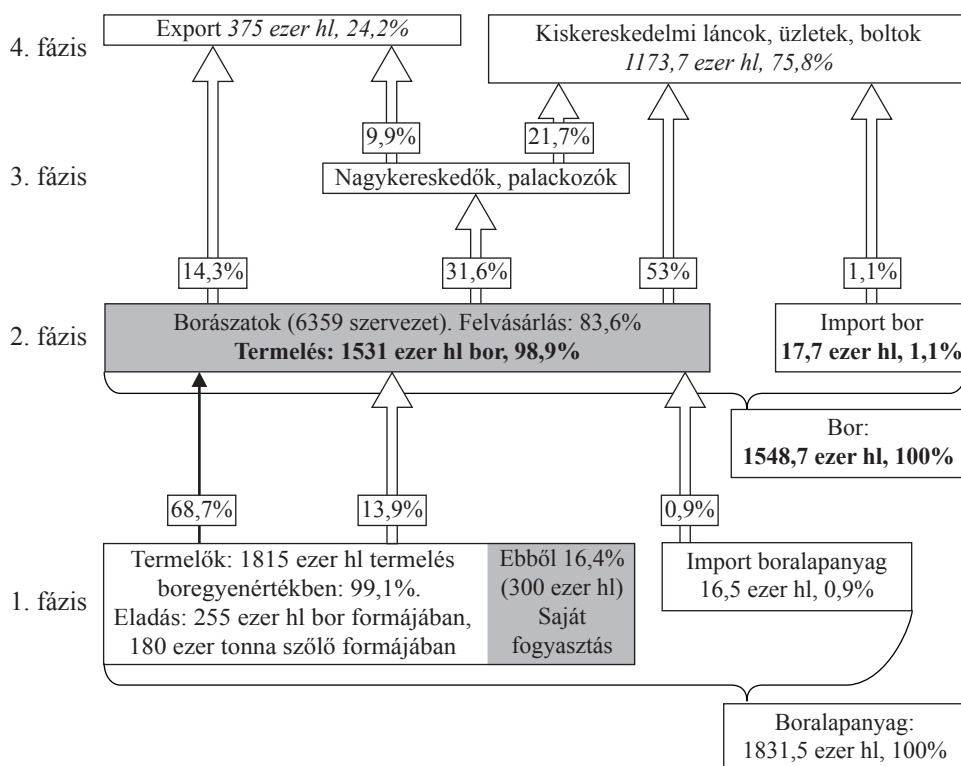 4. fázis
Export 375 ezer hl, 24,2%
Kiskereskedelmi láncok, üzletek, boltok
1173,7 ezer hl, 75,8%
9,9%
21,7%
3. fázis
Nagykereskedők, palackozók
14,3%
31,6%
53%
1,1%
2. fázis
Borászatok (6359 szervezet). Felvásárlás: 83,6%
Termelés: 1531 ezer hl bor, 98,9%
Import bor
17,7 ezer hl, 1,1%
Bor:
1548,7 ezer hl, 100%
68,7%
13,9%
0,9%
1. fázis
Termelők: 1815 ezer hl termelés
boregyenértékben: 99,1%.
Eladás: 255 ezer hl bor formájában,
180 ezer tonna szőlő formájában
Ebből 16,4%
(300 ezer hl)
Saját
fogyasztás
Import boralapanyag
16,5 ezer hl, 0,9%
Boralapanyag:
1831,5 ezer hl, 100%